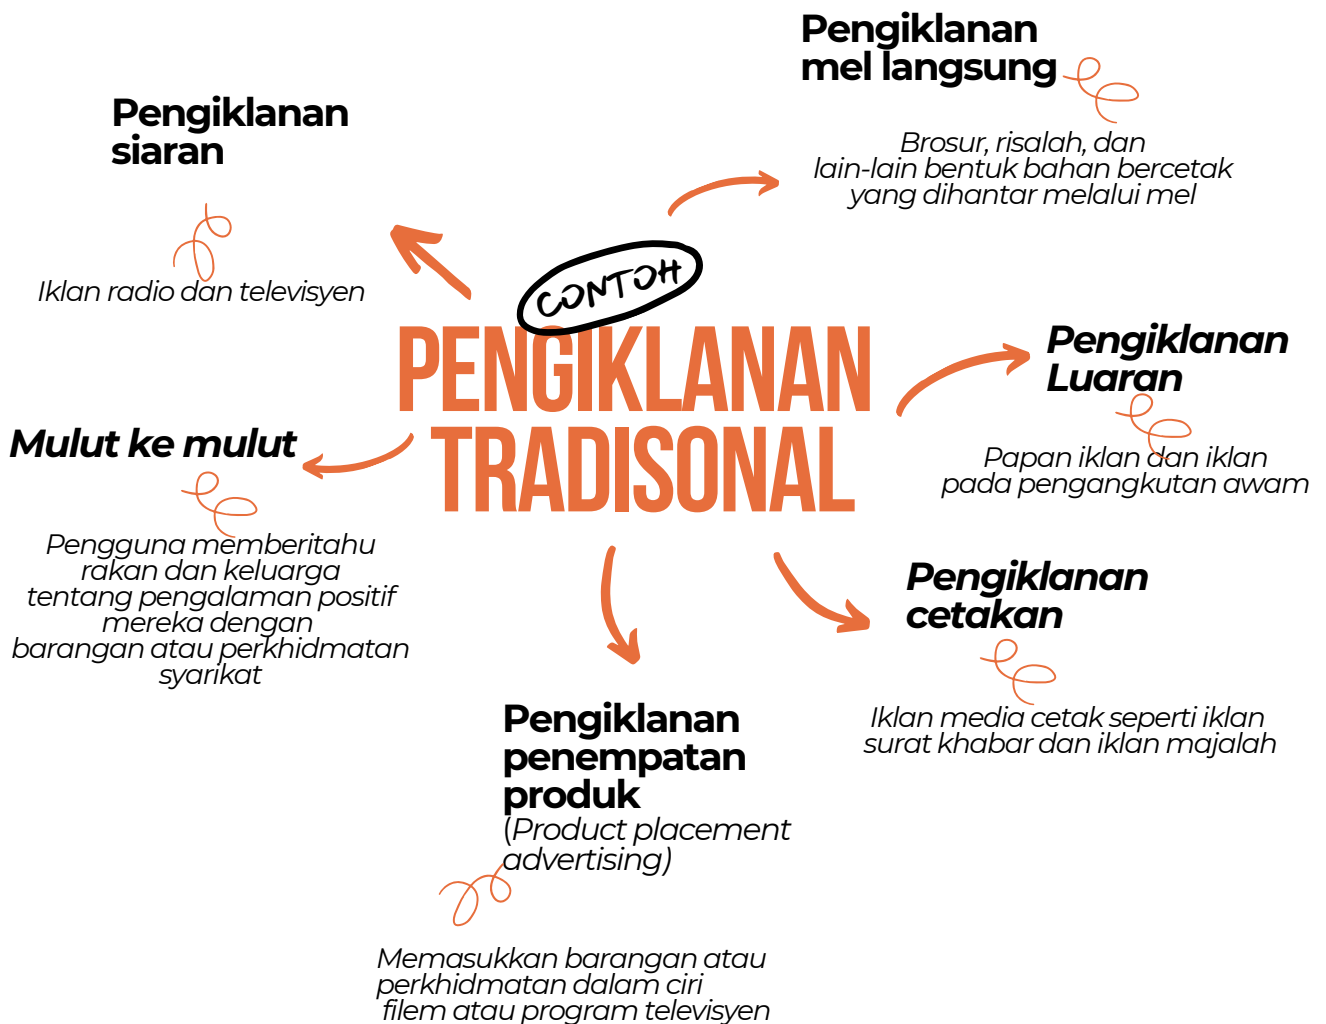 CONTOH
PENGIKLANAN
TRADISONAL
Pengiklanan
siaran
Iklan radio dan televisyen
Pengiklanan
mel langsung
Brosur, risalah, dan
lain-lain bentuk bahan bercetak
yang dihantar melalui mel
Pengiklanan
Luaran
Papan iklan dan iklan
pada pengangkutan awam
Mulut ke mulut
Pengguna memberitahu
rakan dan keluarga
tentang pengalaman positif
mereka dengan
barangan atau perkhidmatan
syarikat
Pengiklanan
cetakan
Iklan media cetak seperti iklan
surat khabar dan iklan majalah
Pengiklanan
penempatan
produk
(Product placement
advertising)
Memasukkan barangan atau
perkhidmatan dalam ciri
filem atau program televisyen